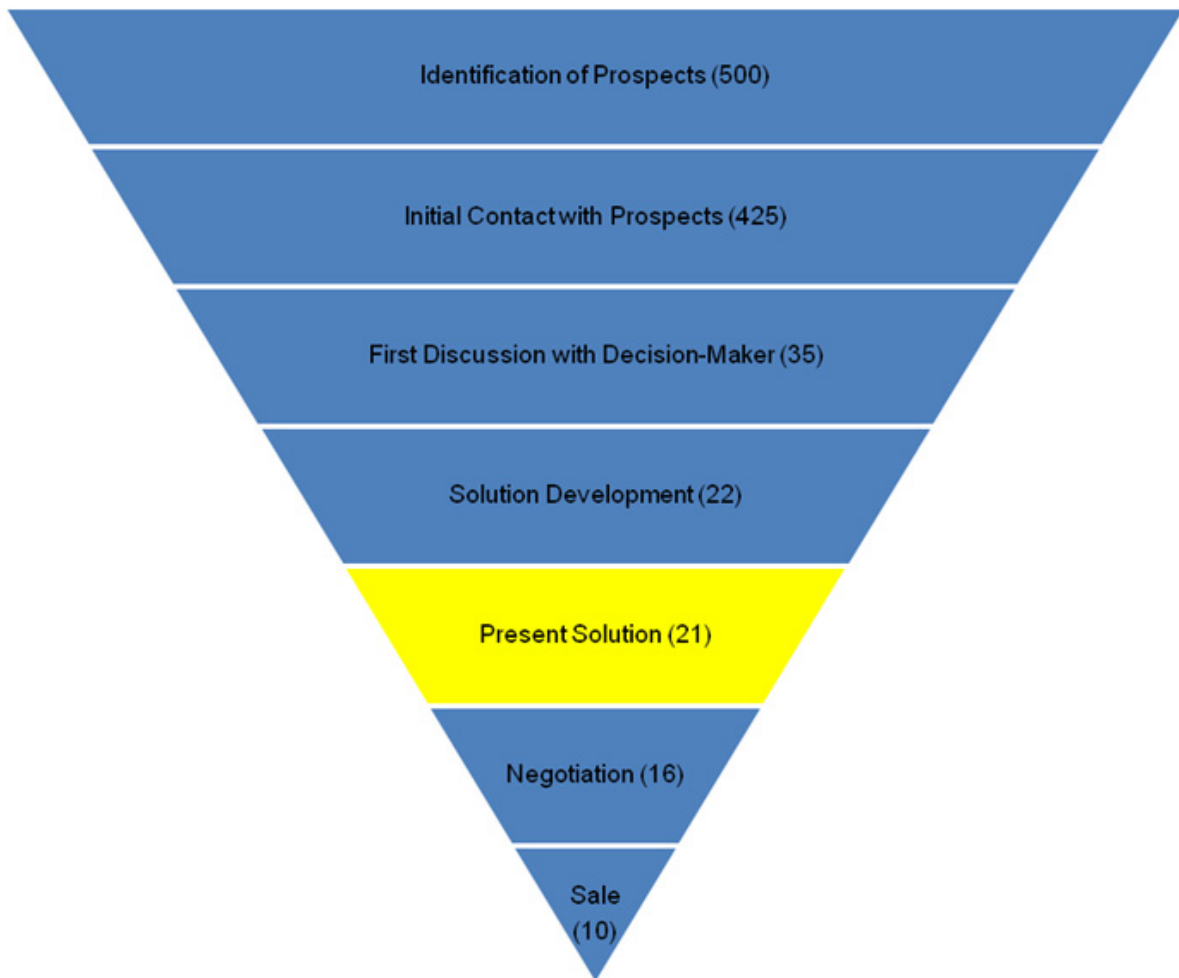 Identification of Prospects (500)
Initial Contact with Prospects (425)
First Discussion with Decision-Maker (35)
Solution Development (22)
Present Solution (21)
Negotiation (16)
Sale
(10)